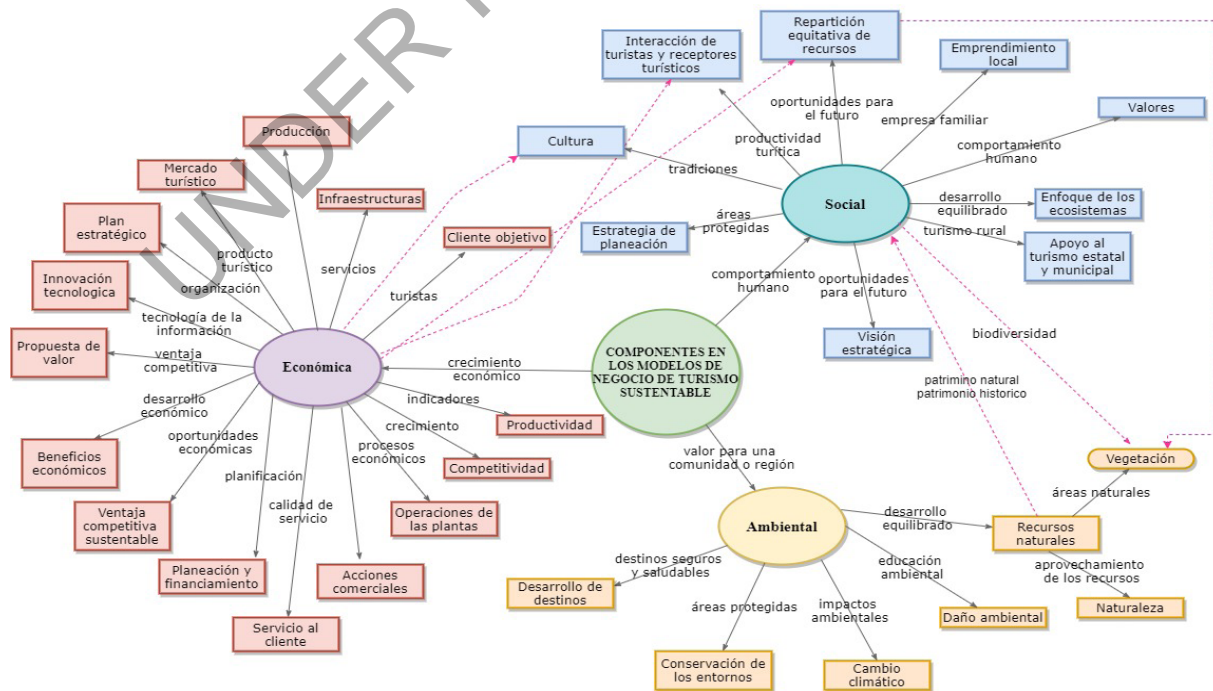 UNDER
Interacción de
turistas y receptores
turísticos
Repartición
equitativa de
recursos
Emprendimiento
local
Valores
Cultura
Enfoque de los
ecosistemas
Apoyo al
turismo estatal
y municipal
Estrategia de
planeación
Visión
estratégica
oportunidades para
el futuro
empresa familiar
productividad
turítica
comportamiento
humano
tradiciones
Social
desarrollo
equilibrado
turismo rural
áreas
protegidas
comportamiento
humano
oportunidades
para el futuro
biodiversidad
patrimino natural
patrimonio historico
Producción
Mercado
turístico
Infraestructuras
Plan
estratégico
Cliente objetivo
Innovación
tecnologica
Propuesta de
valor
producto
turístico
servicios
organización
turistas
tecnología de la
información
ventaja
competitiva
Económica
crecimiento
económico
COMPONENTES EN
LOS MODELOS DE
NEGOCIO DE TURISMO
SUSTENTABLE
desarrollo
económico
indicadores
Productividad
oportunidades
económicas
crecimiento
Beneficios
económicos
procesos
económicos
Competitividad
planificación
calidad de
servicio
Ventaja
competitiva
sustentable
Operaciones de
las plantas
Planeación y
financiamiento
Acciones
comerciales
Servicio al
cliente
valor para una
comunidad o región
Vegetación
áreas naturales
Ambiental
desarrollo
equilibrado
Recursos
naturales
destinos seguros
y saludables
educación
ambiental
aprovechamiento
de los recursos
Desarrollo de
destinos
áreas protegidas
impactos
ambientales
Daño ambiental
Naturaleza
Conservación de
los entornos
Cambio
climático